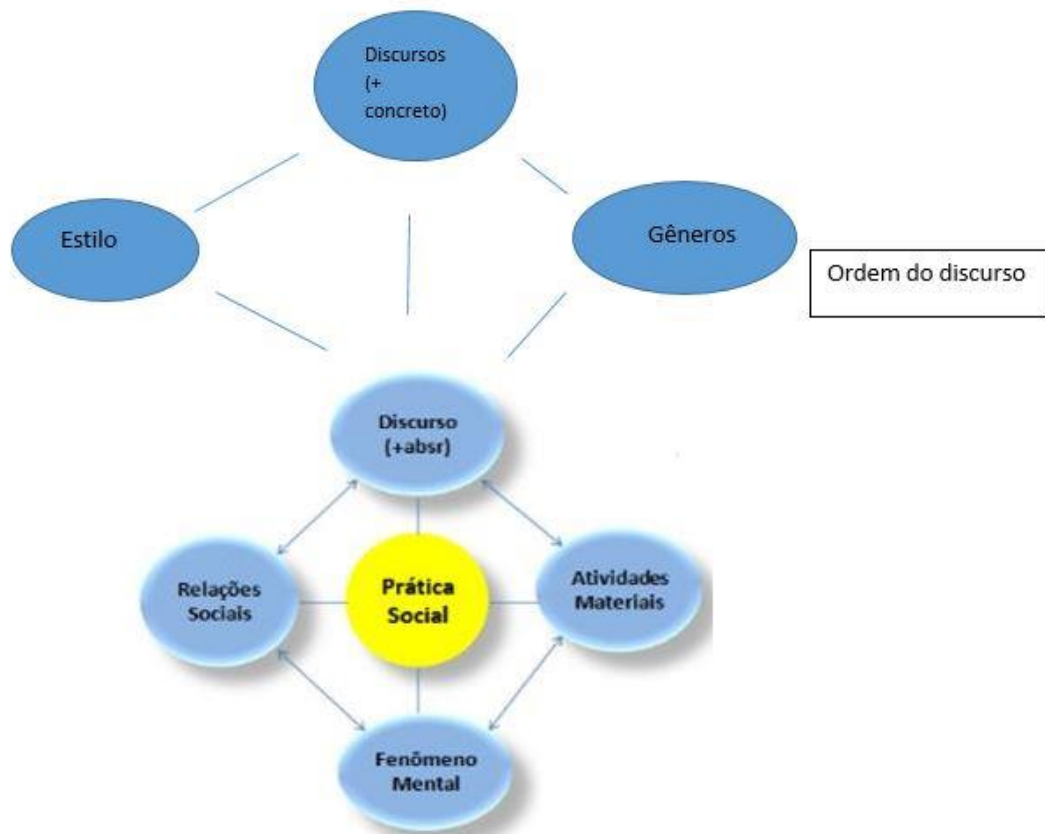 Discursos
(+
concreto)
Estilo
Gêneros
Ordem do discurso
Discurso
(+absr)
Relações
Sociais
Prática
Social
Atividades
Materiais
Fenômeno
Mental